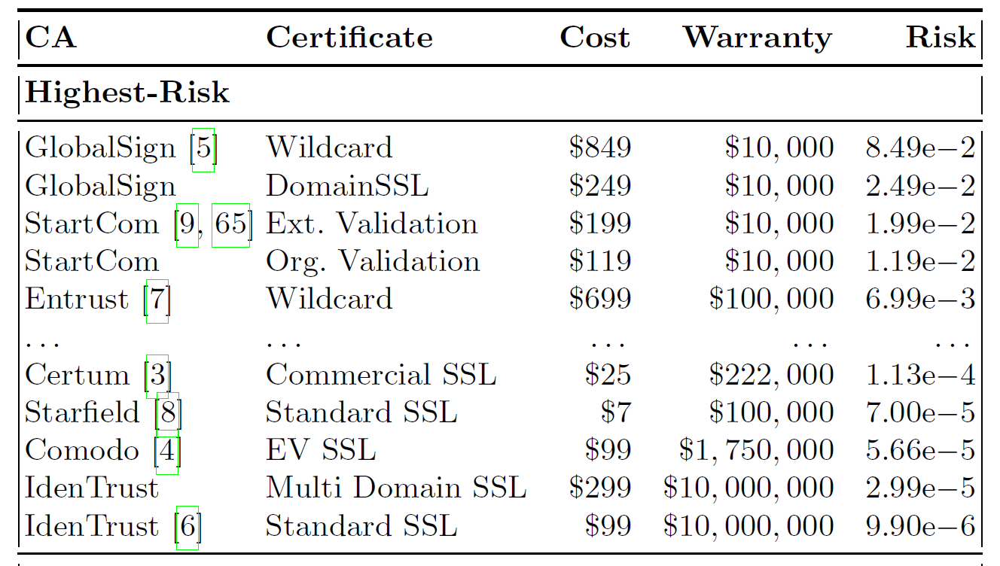 CA Certificate Cost Warranty Risk
Highest-Risk
GlobalSign [5] Wildcard $849 $10,000 8.49e−2
GlobalSign DomainSSL $249 $10,000 2.49e−2
StartCom [9, 65] Ext. Validation $199 $10,000 1.99e−2
StartCom Org. Validation $119 $10,000 1.19e−2
Entrust [7] Wildcard $699 $100,000 6.99e−3
... ... ... ... ...
Certum [3] Commercial SSL $25 $222,000 1.13e−4
Starfield [8] Standard SSL $7 $100,000 7.00e−5
Comodo [4] EV SSL $99 $1,750,000 5.66e−5
IdenTrust Multi Domain SSL $299 $10,000,000 2.99e−5
IdenTrust [6] Standard SSL $99 $10,000,000 9.90e−6